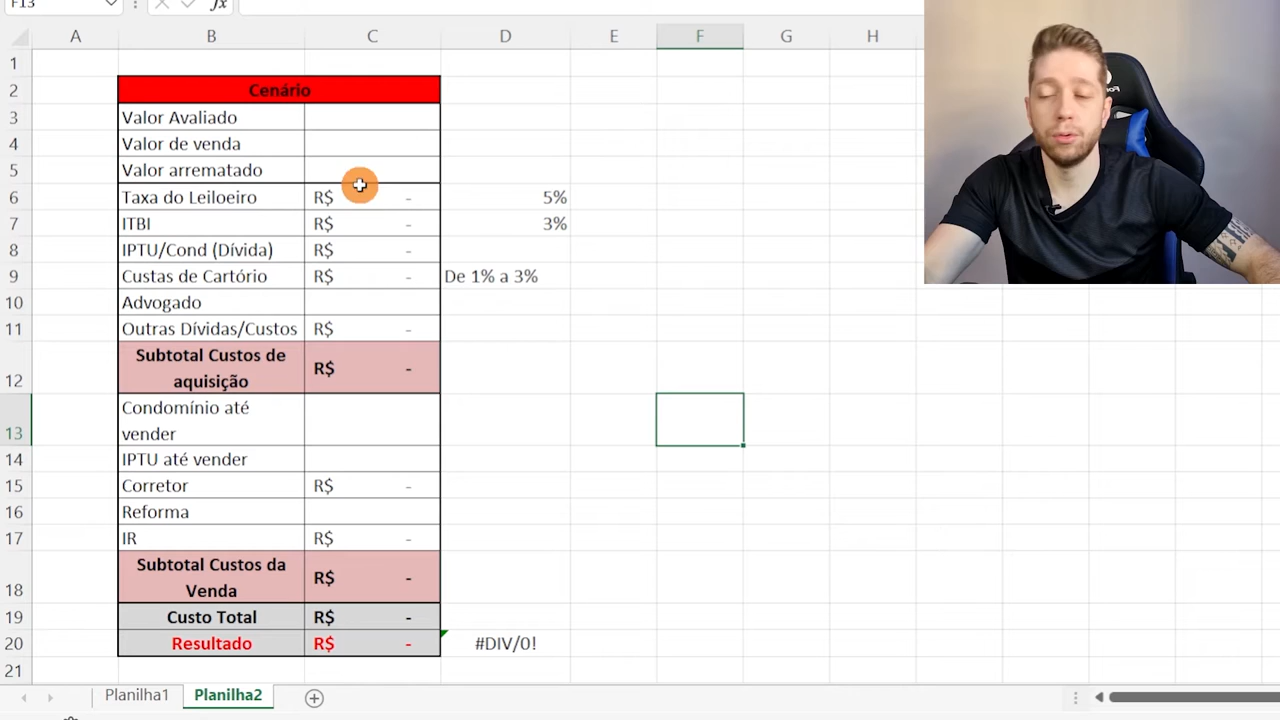 F13 fx
A B C D E F G H
1
2 Cenário
3 Valor Avaliado
4 Valor de venda
5 Valor arrematado
6 Taxa do Leiloeiro R$ - 5%
7 ITBI R$ - 3%
8 IPTU/Cond (Dívida) R$ -
9 Custas de Cartório R$ - De 1% a 3%
10 Advogado
11 Outras Dívidas/Custos R$ -
Subtotal Custos de
12 aquisição R$ -
Condomínio até
13 vender
14 IPTU até vender
15 Corretor R$ -
16 Reforma
17 IR R$ -
Subtotal Custos da
18 Venda R$ -
19 Custo Total R$ -
20 Resultado R$ - #DIV/0!
21
Planilha1 Planilha2